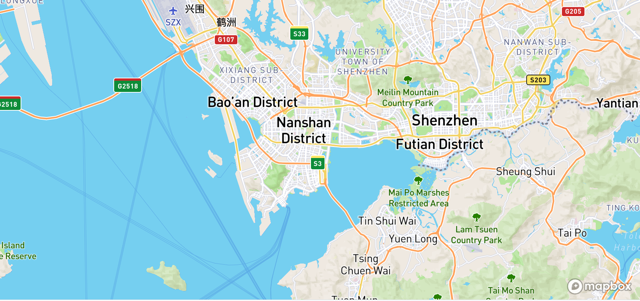 兴围
鹤洲
SZX
G107
S33
G205
UNIVERSITY
TOWN OF
SHENZHEN
NANWAN SUB-
DISTRICT
XIXIANG SUB-
DISTRICT
G2518
S203
Meilin Mountain
Country Park
G2518
Bao'an District
Yantian
Nanshan
District
Shenzhen
Futian District
S3
Sheung Shui
Mai Po Marshes
Restricted Area
Tin Shui Wai
Lam Tsuen
Country Park
Tai Po
Yuen Long
Island
e Reserve
Tsing
Chuen Wai
Tai Mo Shan
Tuen Mun
mapbox